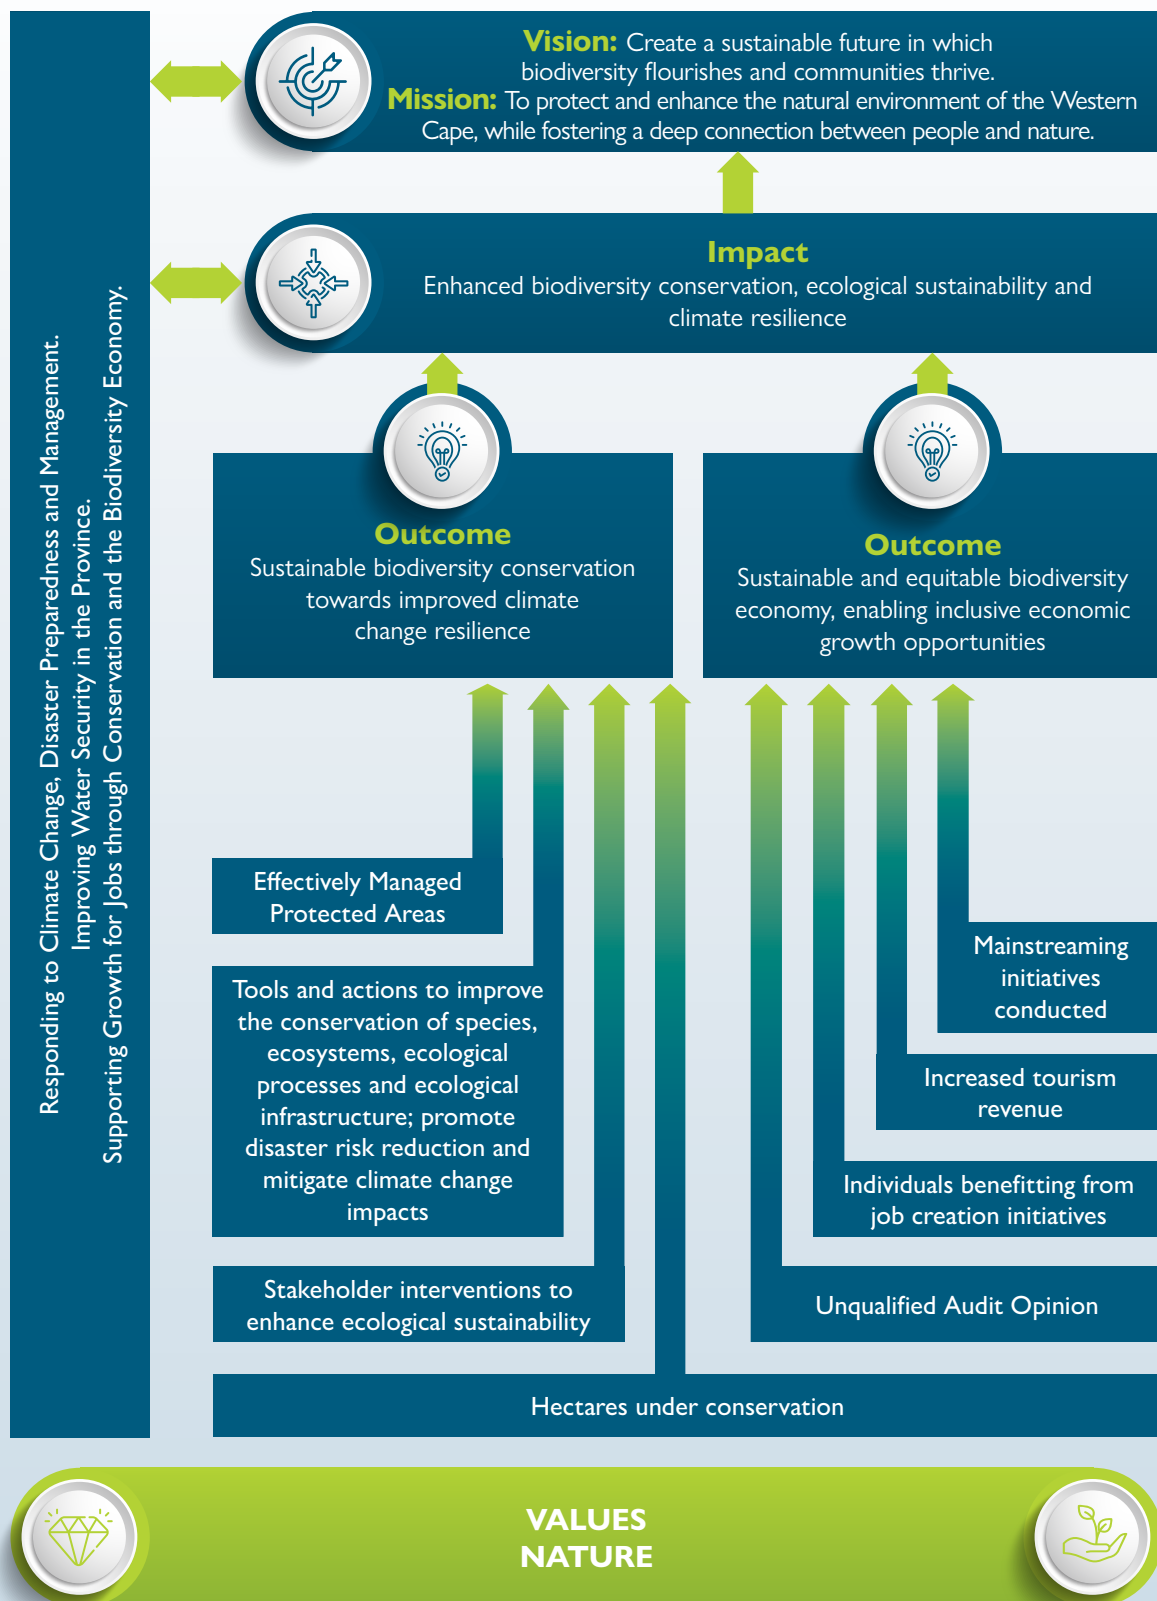 Vision: Create a sustainable future in which
biodiversity flourishes and communities thrive.
Mission: To protect and enhance the natural environment of the Western
Cape, while fostering a deep connection between people and nature.
Impact
Enhanced biodiversity conservation, ecological sustainability and
climate resilience
Responding to Climate Change, Disaster Preparedness and Management.
Improving Water Security in the Province.
Supporting Growth for Jobs through Conservation and the Biodiversity Economy.
Outcome
Sustainable biodiversity conservation
towards improved climate
change resilience
Outcome
Sustainable and equitable biodiversity
economy, enabling inclusive economic
growth opportunities
Effectively Managed
Protected Areas
Tools and actions to improve
the conservation of species,
ecosystems, ecological
processes and ecological
infrastructure; promote
disaster risk reduction and
mitigate climate change
impacts
Stakeholder interventions to
enhance ecological sustainability
Mainstreaming
initiatives
conducted
Increased tourism
revenue
Individuals benefitting from
job creation initiatives
Unqualified Audit Opinion
Hectares under conservation
VALUES
NATURE